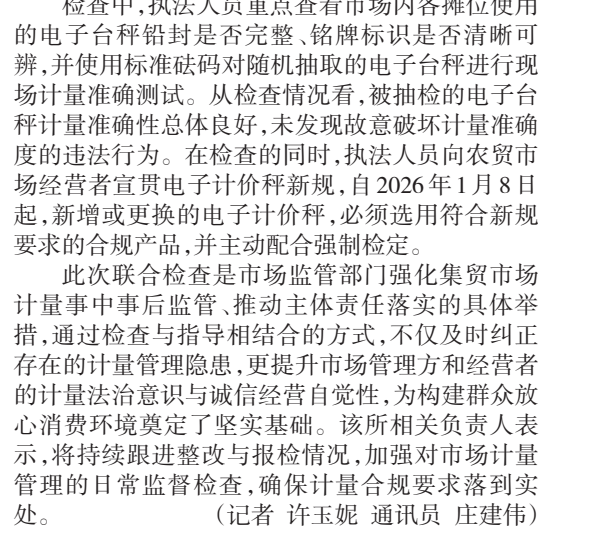 检查中,执法人员重点查看市场内各摊位使用
的电子台秤铅封是否完整、铭牌标识是否清晰可
辨,并使用标准砝码对随机抽取的电子台秤进行现
场计量准确测试。从检查情况看,被抽检的电子台
秤计量准确性总体良好,未发现故意破坏计量准确
度的违法行为。在检查的同时,执法人员向农贸市
场经营者宣贯电子计价秤新规,自2026年1月8日
起,新增或更换的电子计价秤,必须选用符合新规
要求的合规产品,并主动配合强制检定。
此次联合检查是市场监管部门强化集贸市场
计量事中事后监管、推动主体责任落实的具体举
措,通过检查与指导相结合的方式,不仅及时纠正
存在的计量管理隐患,更提升市场管理方和经营者
的计量法治意识与诚信经营自觉性,为构建群众放
心消费环境奠定了坚实基础。该所相关负责人表
示,将持续跟进整改与报检情况,加强对市场计量
管理的日常监督检查,确保计量合规要求落到实
处。 (记者 许玉妮 通讯员 庄建伟)